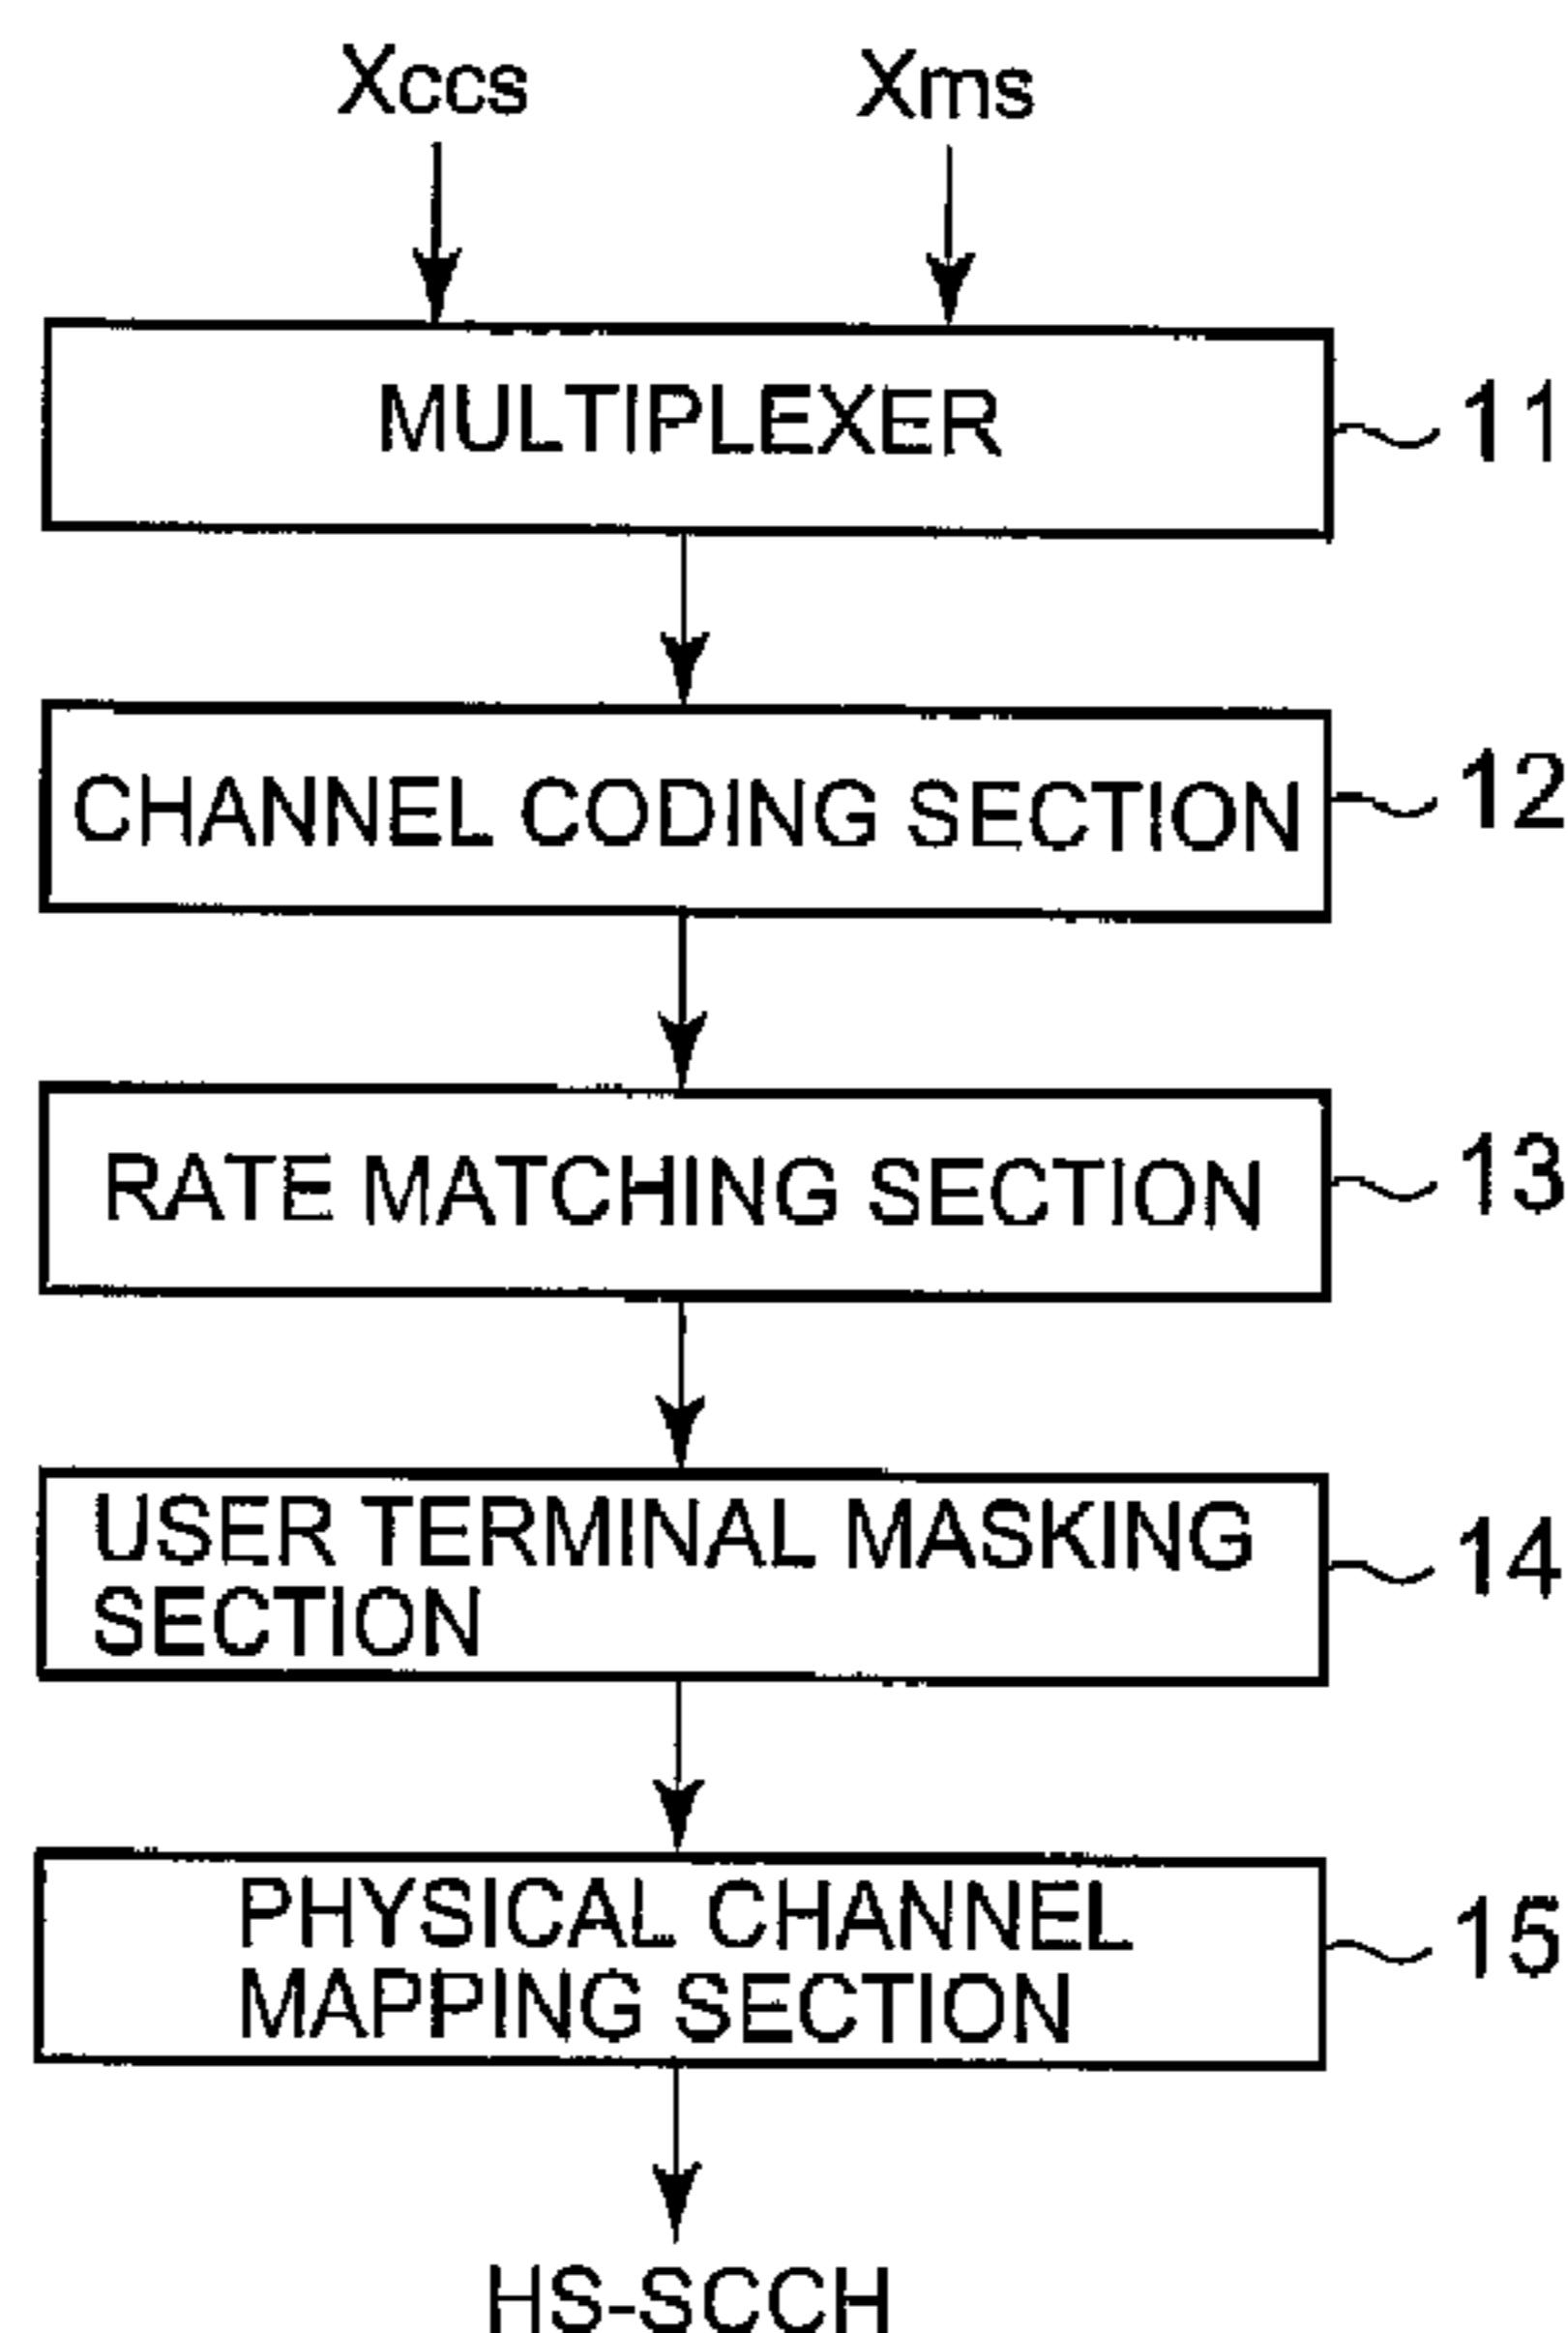 Xccs Xms
MULTIPLEXER 11
CHANNEL CODING SECTION 12
RATE MATCHING SECTION 13
USER TERMINAL MASKING 14
SECTION
PHYSICAL CHANNEL 15
MAPPING SECTION
HS-SCCH